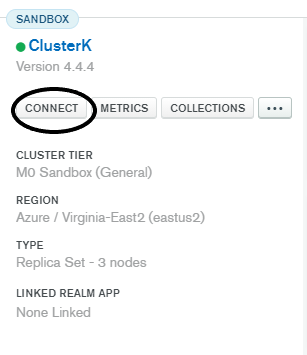 SANDBOX
ClusterK
Version 4.4.4
CONNECT METRICS COLLECTIONS ...
CLUSTER TIER
M0 Sandbox (General)
REGION
Azure / Virginia-East2 (eastus2)
TYPE
Replica Set - 3 nodes
LINKED REALM APP
None Linked